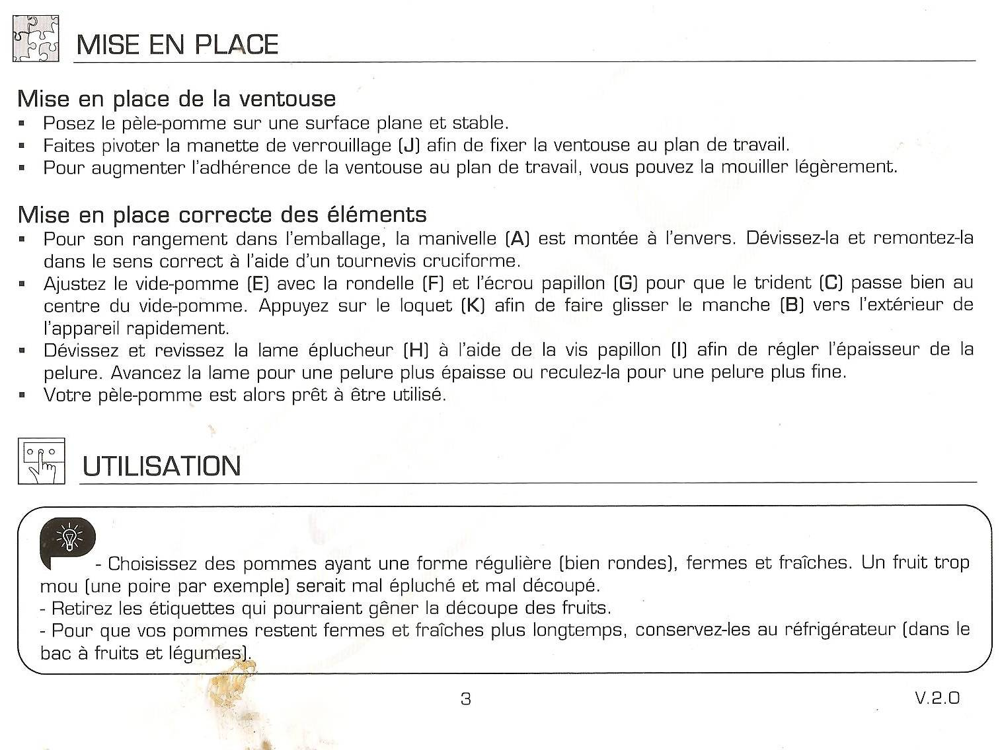 MISE EN PLACE
Mise en place de la ventouse
▪ Posez le pèle-pomme sur une surface plane et stable.
▪ Faites pivoter la manette de verrouillage (J) afin de fixer la ventouse au plan de travail.
▪ Pour augmenter l'adhérence de la ventouse au plan de travail, vous pouvez la mouiller légèrement.
Mise en place correcte des éléments
▪ Pour son rangement dans l'emballage, la manivelle (A) est montée à l'envers. Dévissez-la et remontez-la
dans le sens correct à l'aide d'un tournevis cruciforme.
▪ Ajustez le vide-pomme (E) avec la rondelle (F) et l'écrou papillon (G) pour que le trident (C) passe bien au
centre du vide-pomme. Appuyez sur le loquet (K) afin de faire glisser le manche (B) vers l'extérieur de
l'appareil rapidement.
▪ Dévissez et revissez la lame éplucheur (H) à l'aide de la vis papillon (I) afin de régler l'épaisseur de la
pelure. Avancez la lame pour une pelure plus épaisse ou reculez-la pour une pelure plus fine.
▪ Votre pèle-pomme est alors prêt à être utilisé.
UTILISATION
- Choisissez des pommes ayant une forme régulière (bien rondes), fermes et fraîches. Un fruit trop
mou (une poire par exemple) serait mal épluché et mal découpé.
- Retirez les étiquettes qui pourraient gêner la découpe des fruits.
- Pour que vos pommes restent fermes et fraîches plus longtemps, conservez-les au réfrigérateur (dans le
bac à fruits et légumes).
3
V.2.0